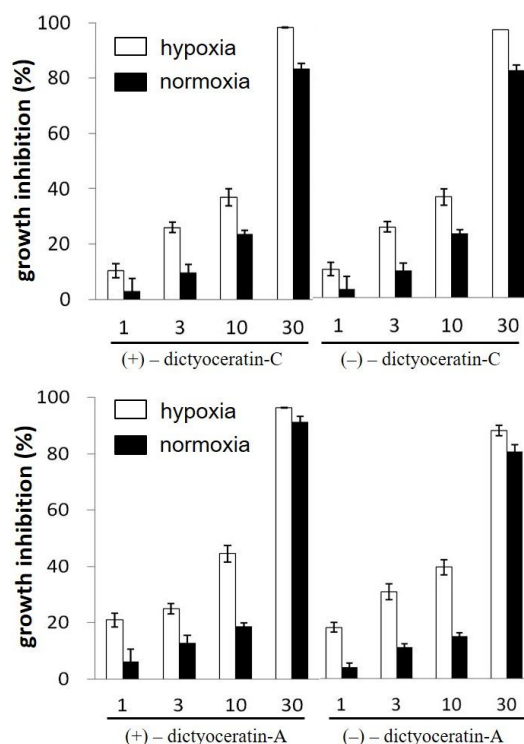 growth inhibition (%)
100
80
60
40
20
0
hypoxia
normoxia
1 3 10 30 1 3 10 30
(+) – dictyoceratin-C (–) – dictyoceratin-C
growth inhibition (%)
100
80
60
40
20
0
hypoxia
normoxia
1 3 10 30 1 3 10 30
(+) – dictyoceratin-A (–) – dictyoceratin-A